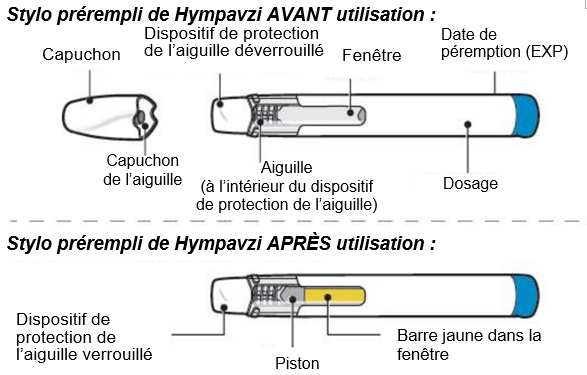 Stylo prérempli de Hympavzi AVANT utilisation :
Capuchon
Dispositif de protection
de l’aiguille déverrouillé
Fenêtre
Date de
péremption (EXP)
Capuchon
de l’aiguille
Aiguille
(à l’intérieur du dispositif
de protection de l’aiguille)
Dosage
Stylo prérempli de Hympavzi APRÈS utilisation :
Dispositif de
protection de
l’aiguille verrouillé
Piston
Barre jaune dans la
fenêtre